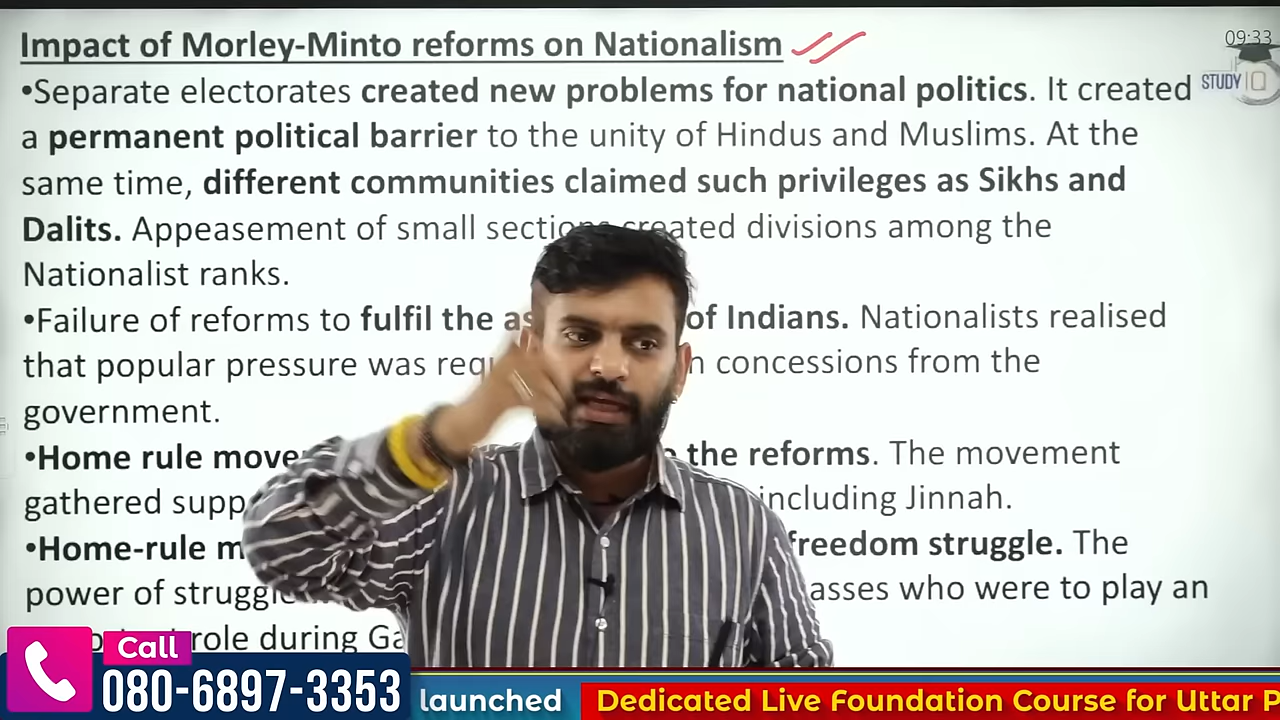 Impact of Morley-Minto reforms on Nationalism
09:33
•Separate electorates created new problems for national politics. It created
STUDY IQ
a permanent political barrier to the unity of Hindus and Muslims. At the
same time, different communities claimed such privileges as Sikhs and
Dalits. Appeasement of small sections created divisions among the
Nationalist ranks.
•Failure of reforms to fulfil the of Indians. Nationalists realised
that popular pressure was concessions from the
government.
•Home rule the reforms. The movement
gathered including Jinnah.
•Home-rule freedom struggle. The
power of who were to play an
role during
Call
080-6897-3353
launched Dedicated Live Foundation Course for Uttar